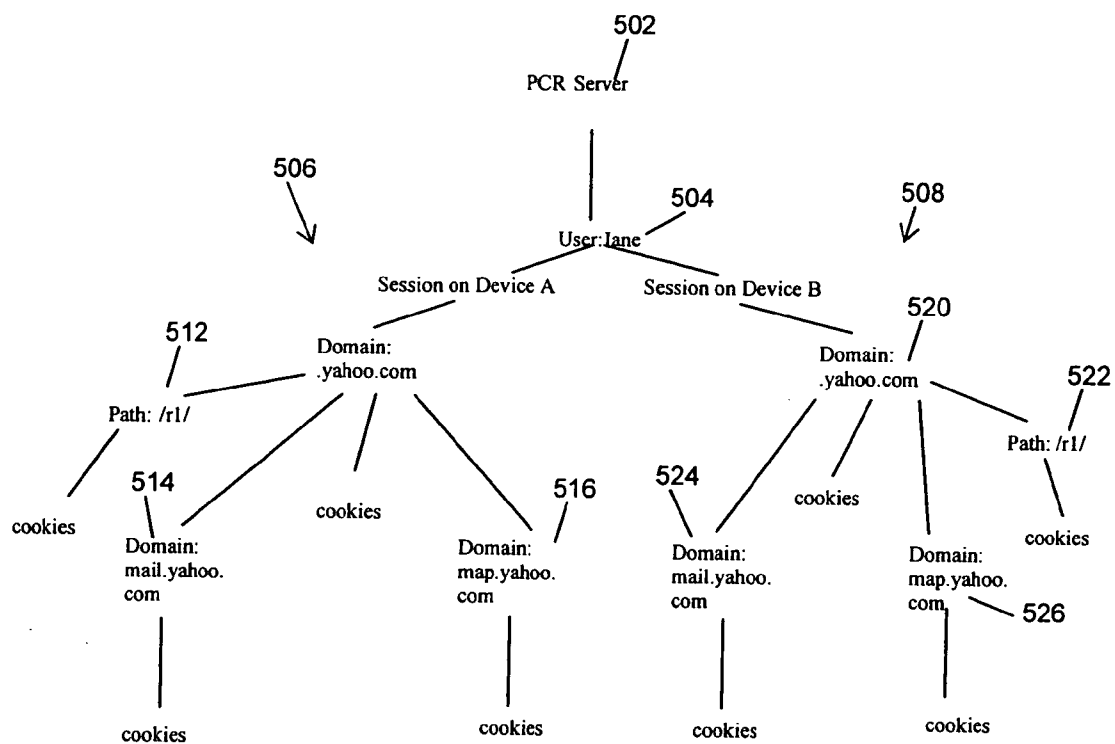 502
PCR Server
506
504
508
User:Jane
Session on Device A
Session on Device B
520
512
Domain:
.yahoo.com
Domain:
.yahoo.com
522
Path: /r1/
Path: /r1/
514
516
524
cookies
cookies
cookies
cookies
Domain:
mail.yahoo.
com
Domain:
map.yahoo.
com
Domain:
mail.yahoo.
com
Domain:
map.yahoo.
com
526
cookies
cookies
cookies
cookies